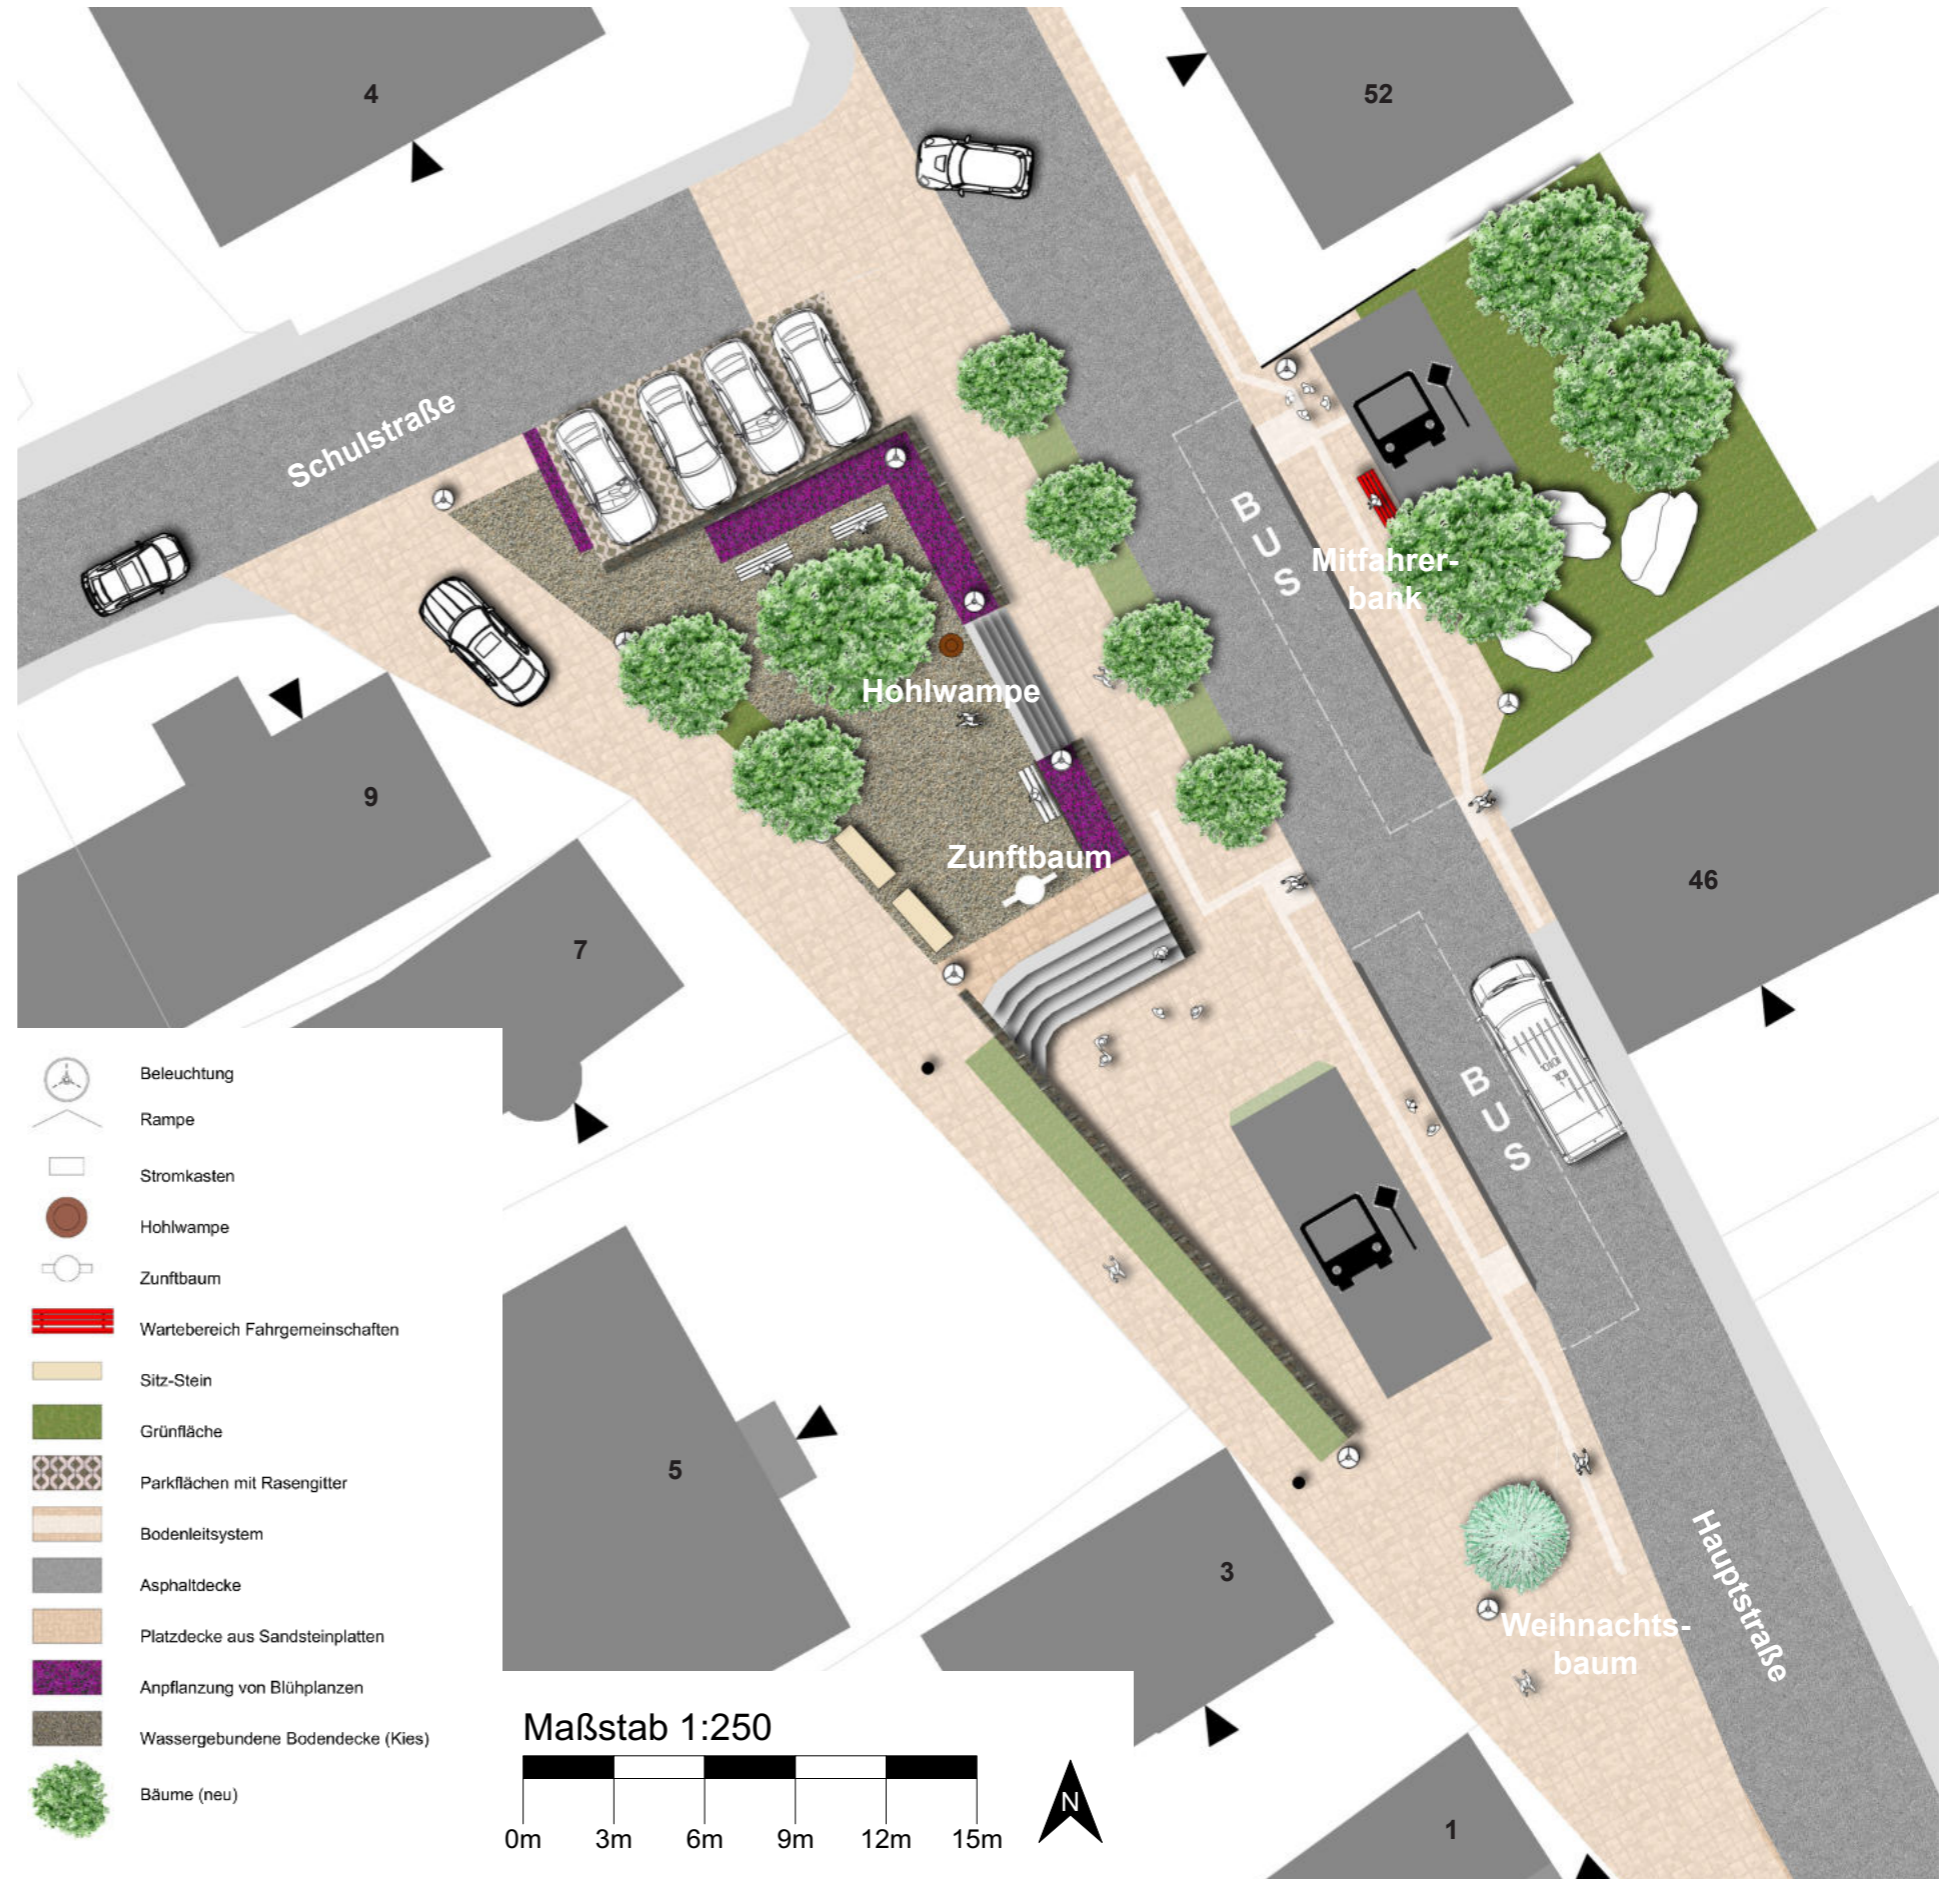 4
52
Schulstraße
BUS
Mitfahrer-
bank
Hohlwampe
9
Zunftbaum
46
7
BUS
5
3
Hauptstraße
Weihnachts-
baum
1
Beleuchtung
Rampe
Stromkasten
Hohlwampe
Zunftbaum
Wartebereich Fahrgemeinschaften
Sitz-Stein
Grünfläche
Parkflächen mit Rasengitter
Bodenleitsystem
Asphaltdecke
Platzdecke aus Sandsteinplatten
Anpflanzung von Blühplanzen
Wassergebundene Bodendecke (Kies)
Bäume (neu)
Maßstab 1:250
0m 3m 6m 9m 12m 15m
N